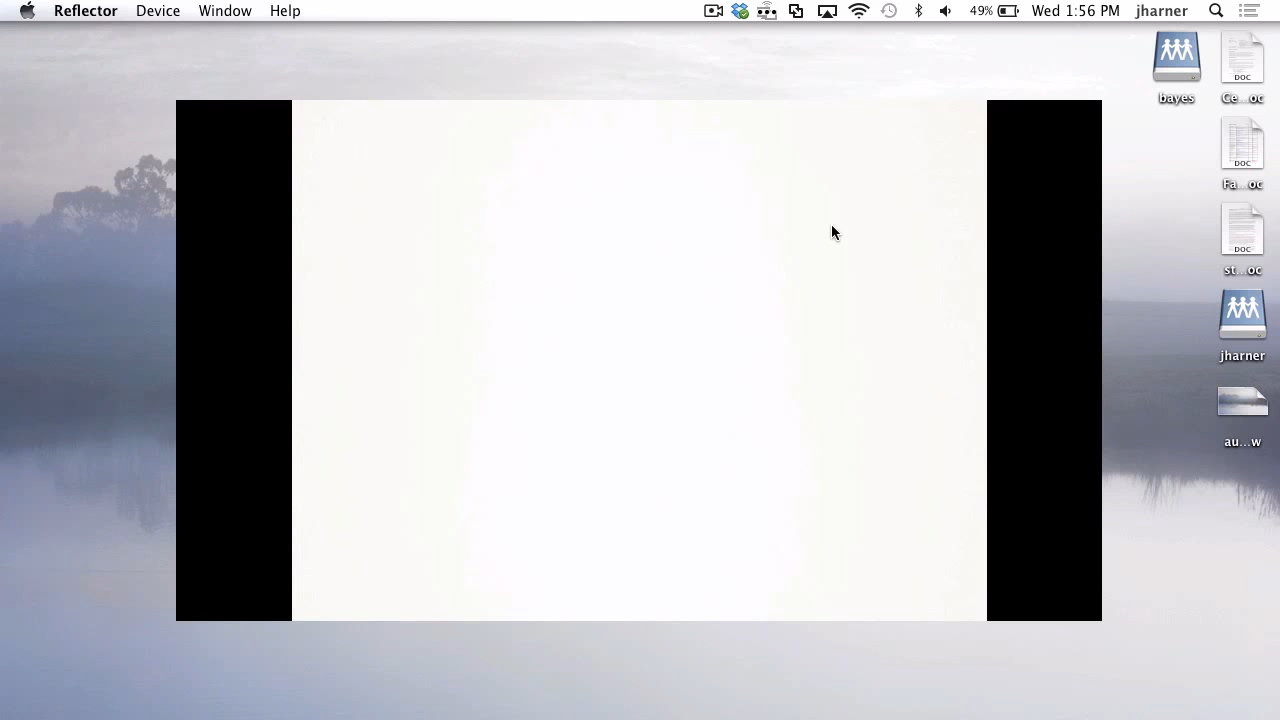 Reflector Device Window Help 49% Wed 1:56 PM jharner
bayes
DOC
Ce...oc
DOC
Fa...oc
DOC
st...oc
jharner
au...w